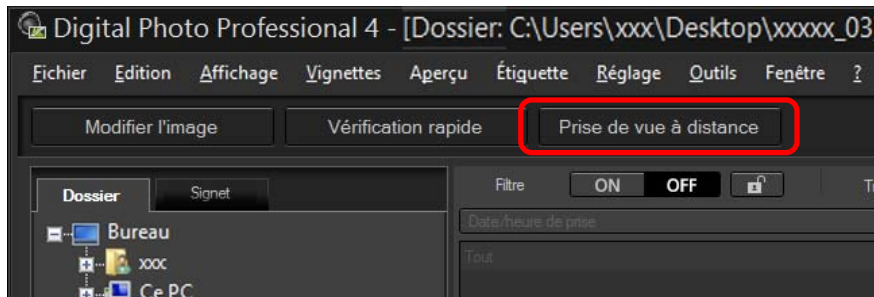 Digital Photo Professional 4 - [Dossier: C:\Users\xxx\Desktop\xxxxx_03
Fichier Edition Affichage Vignettes Aperçu Étiquette Réglage Outils Fenêtre ?
Modifier l'image Vérification rapide Prise de vue à distance
Dossier Signet Filtre ON OFF
Date/heure de prise
Bureau
Tout
xxx
Ce PC